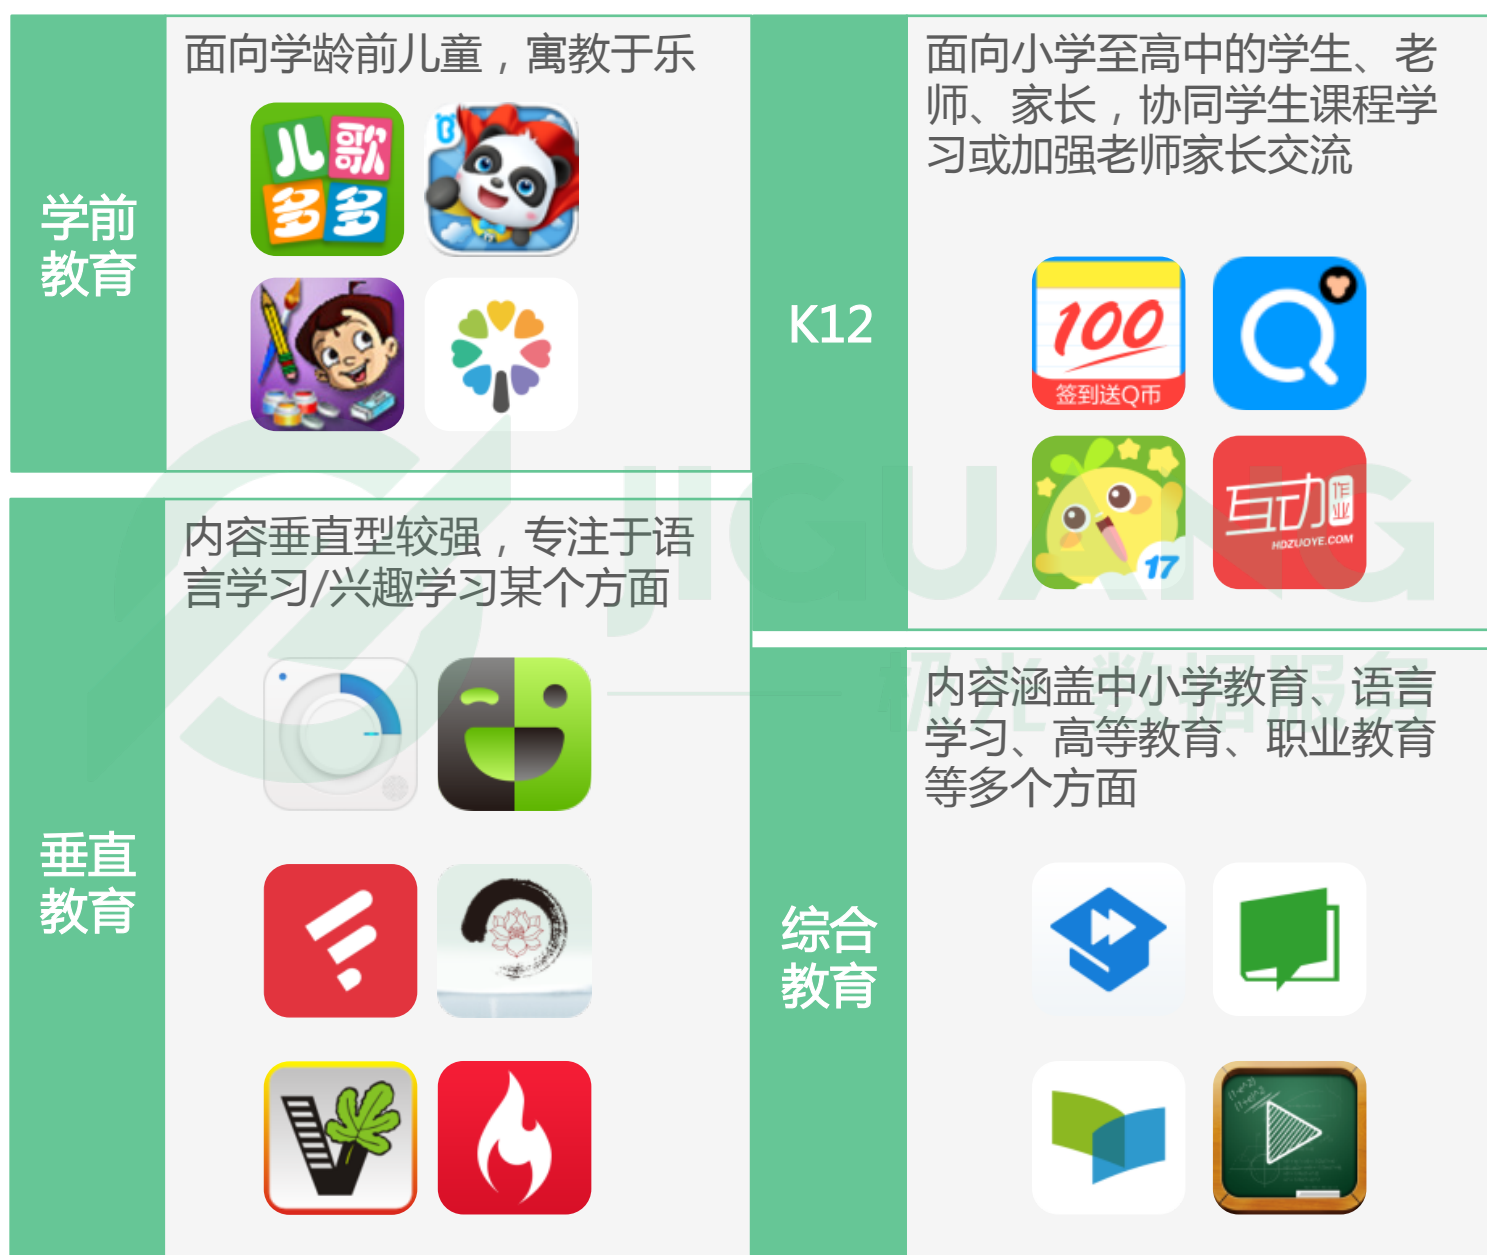 学前
教育
面向学龄前儿童，寓教于乐
儿歌
多多
K12
面向小学至高中的学生、老
师、家长，协同学生课程学
习或加强老师家长交流
100
签到送Q币
17
互动
作业
HDZUOYE.COM
垂直
教育
内容垂直型较强，专注于语
言学习/兴趣学习某个方面
综合
教育
内容涵盖中小学教育、语言
学习、高等教育、职业教育
等多个方面
JIGUANG
极光 数据服务